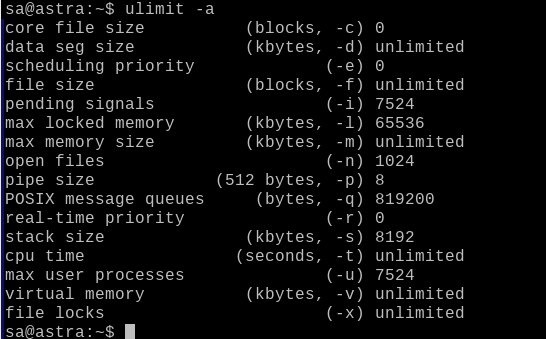 sa@astra:~$ ulimit -a
core file size          (blocks, -c) 0
data seg size           (kbytes, -d) unlimited
scheduling priority             (-e) 0
file size               (blocks, -f) unlimited
pending signals                 (-i) 7524
max locked memory       (kbytes, -l) 65536
max memory size         (kbytes, -m) unlimited
open files                      (-n) 1024
pipe size            (512 bytes, -p) 8
POSIX message queues     (bytes, -q) 819200
real-time priority              (-r) 0
stack size              (kbytes, -s) 8192
cpu time               (seconds, -t) unlimited
max user processes              (-u) 7524
virtual memory          (kbytes, -v) unlimited
file locks                      (-x) unlimited
sa@astra:~$